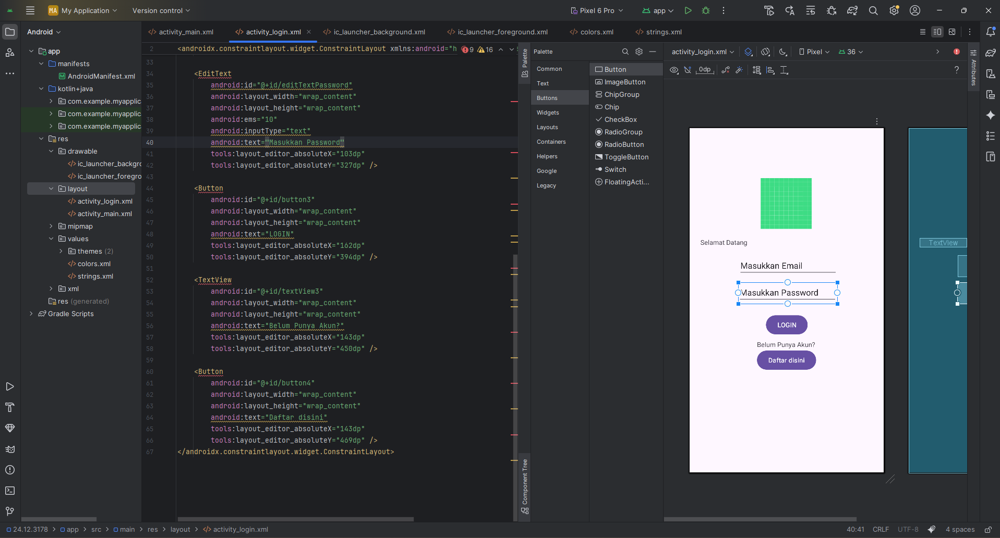 MA My Application Version control Pixel 6 Pro app
Android
activity_main.xml activity_login.xml ic_launcher_background.xml ic_launcher_foreground.xml colors.xml strings.xml
app
manifests
AndroidManifest.xml
kotlin+java
com.example.myapplic
com.example.myapplic
com.example.myapplic
res
drawable
ic_launcher_backgro
ic_launcher_foregro
layout
activity_login.xml
activity_main.xml
mipmap
values
themes (2)
colors.xml
strings.xml
xml
res (generated)
Gradle Scripts
2 <androidx.constraintlayout.widget.ConstraintLayout xmlns:android="h 9 16
33
34 <EditText
35 android:id="@+id/editTextPassword"
36 android:layout_width="wrap_content"
37 android:layout_height="wrap_content"
38 android:ems="10"
39 android:inputType="text"
40 android:text="Masukkan Password"
41 tools:layout_editor_absoluteX="103dp"
42 tools:layout_editor_absoluteY="327dp" />
43
44 <Button
45 android:id="@+id/button3"
46 android:layout_width="wrap_content"
47 android:layout_height="wrap_content"
48 android:text="LOGIN"
49 tools:layout_editor_absoluteX="162dp"
50 tools:layout_editor_absoluteY="394dp" />
51
52 <TextView
53 android:id="@+id/textView3"
54 android:layout_width="wrap_content"
55 android:layout_height="wrap_content"
56 android:text="Belum Punya Akun?"
57 tools:layout_editor_absoluteX="143dp"
58 tools:layout_editor_absoluteY="450dp" />
59
60 <Button
61 android:id="@+id/button4"
62 android:layout_width="wrap_content"
63 android:layout_height="wrap_content"
64 android:text="Daftar disini"
65 tools:layout_editor_absoluteX="143dp"
66 tools:layout_editor_absoluteY="469dp" />
67 </androidx.constraintlayout.widget.ConstraintLayout>
Palette
Component Tree
Palette
Common
Text
Buttons
Widgets
Layouts
Containers
Helpers
Google
Legacy
Button
ImageButton
ChipGroup
Chip
CheckBox
RadioGroup
RadioButton
ToggleButton
Switch
FloatingActi...
activity_login.xml Pixel 36
0dp ?
Attributes
Selamat Datang
Masukkan Email
Masukkan Password
LOGIN
Belum Punya Akun?
Daftar disini
TextView
24.12.3178 > app > src > main > res > layout > activity_login.xml 40:41 CRLF UTF-8 4 spaces